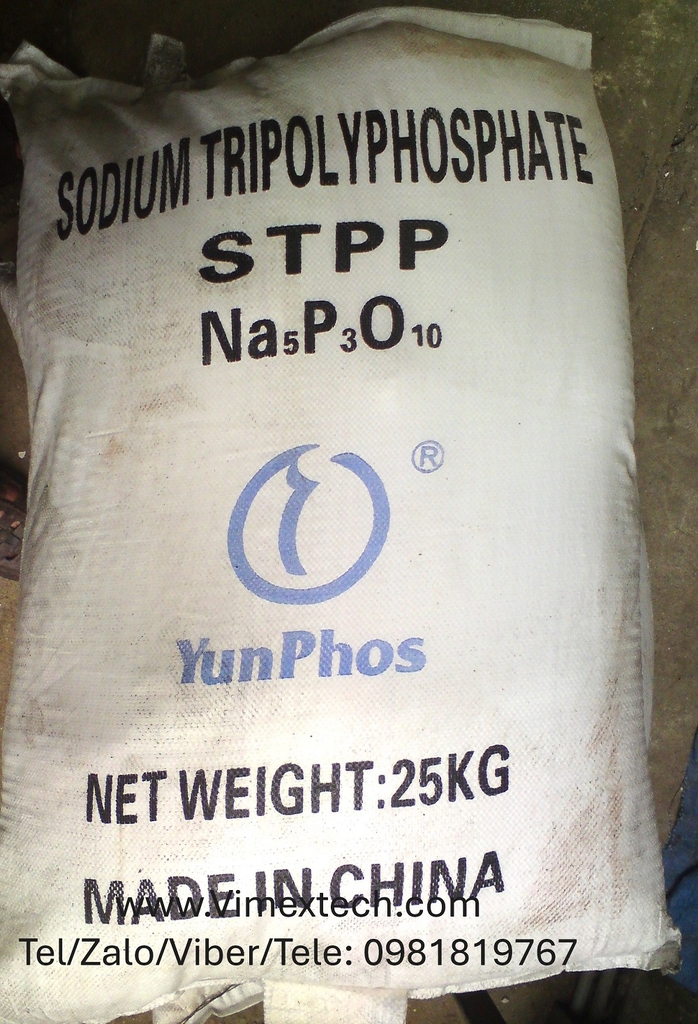 SODIUM TRIPOLYPHOSPHATE
STPP
Na₅P₃O₁₀
®
YunPhos
NET WEIGHT:25KG
MADE IN CHINA
www.Vimextech.com
Tel/Zalo/Viber/Tele: 0981819767